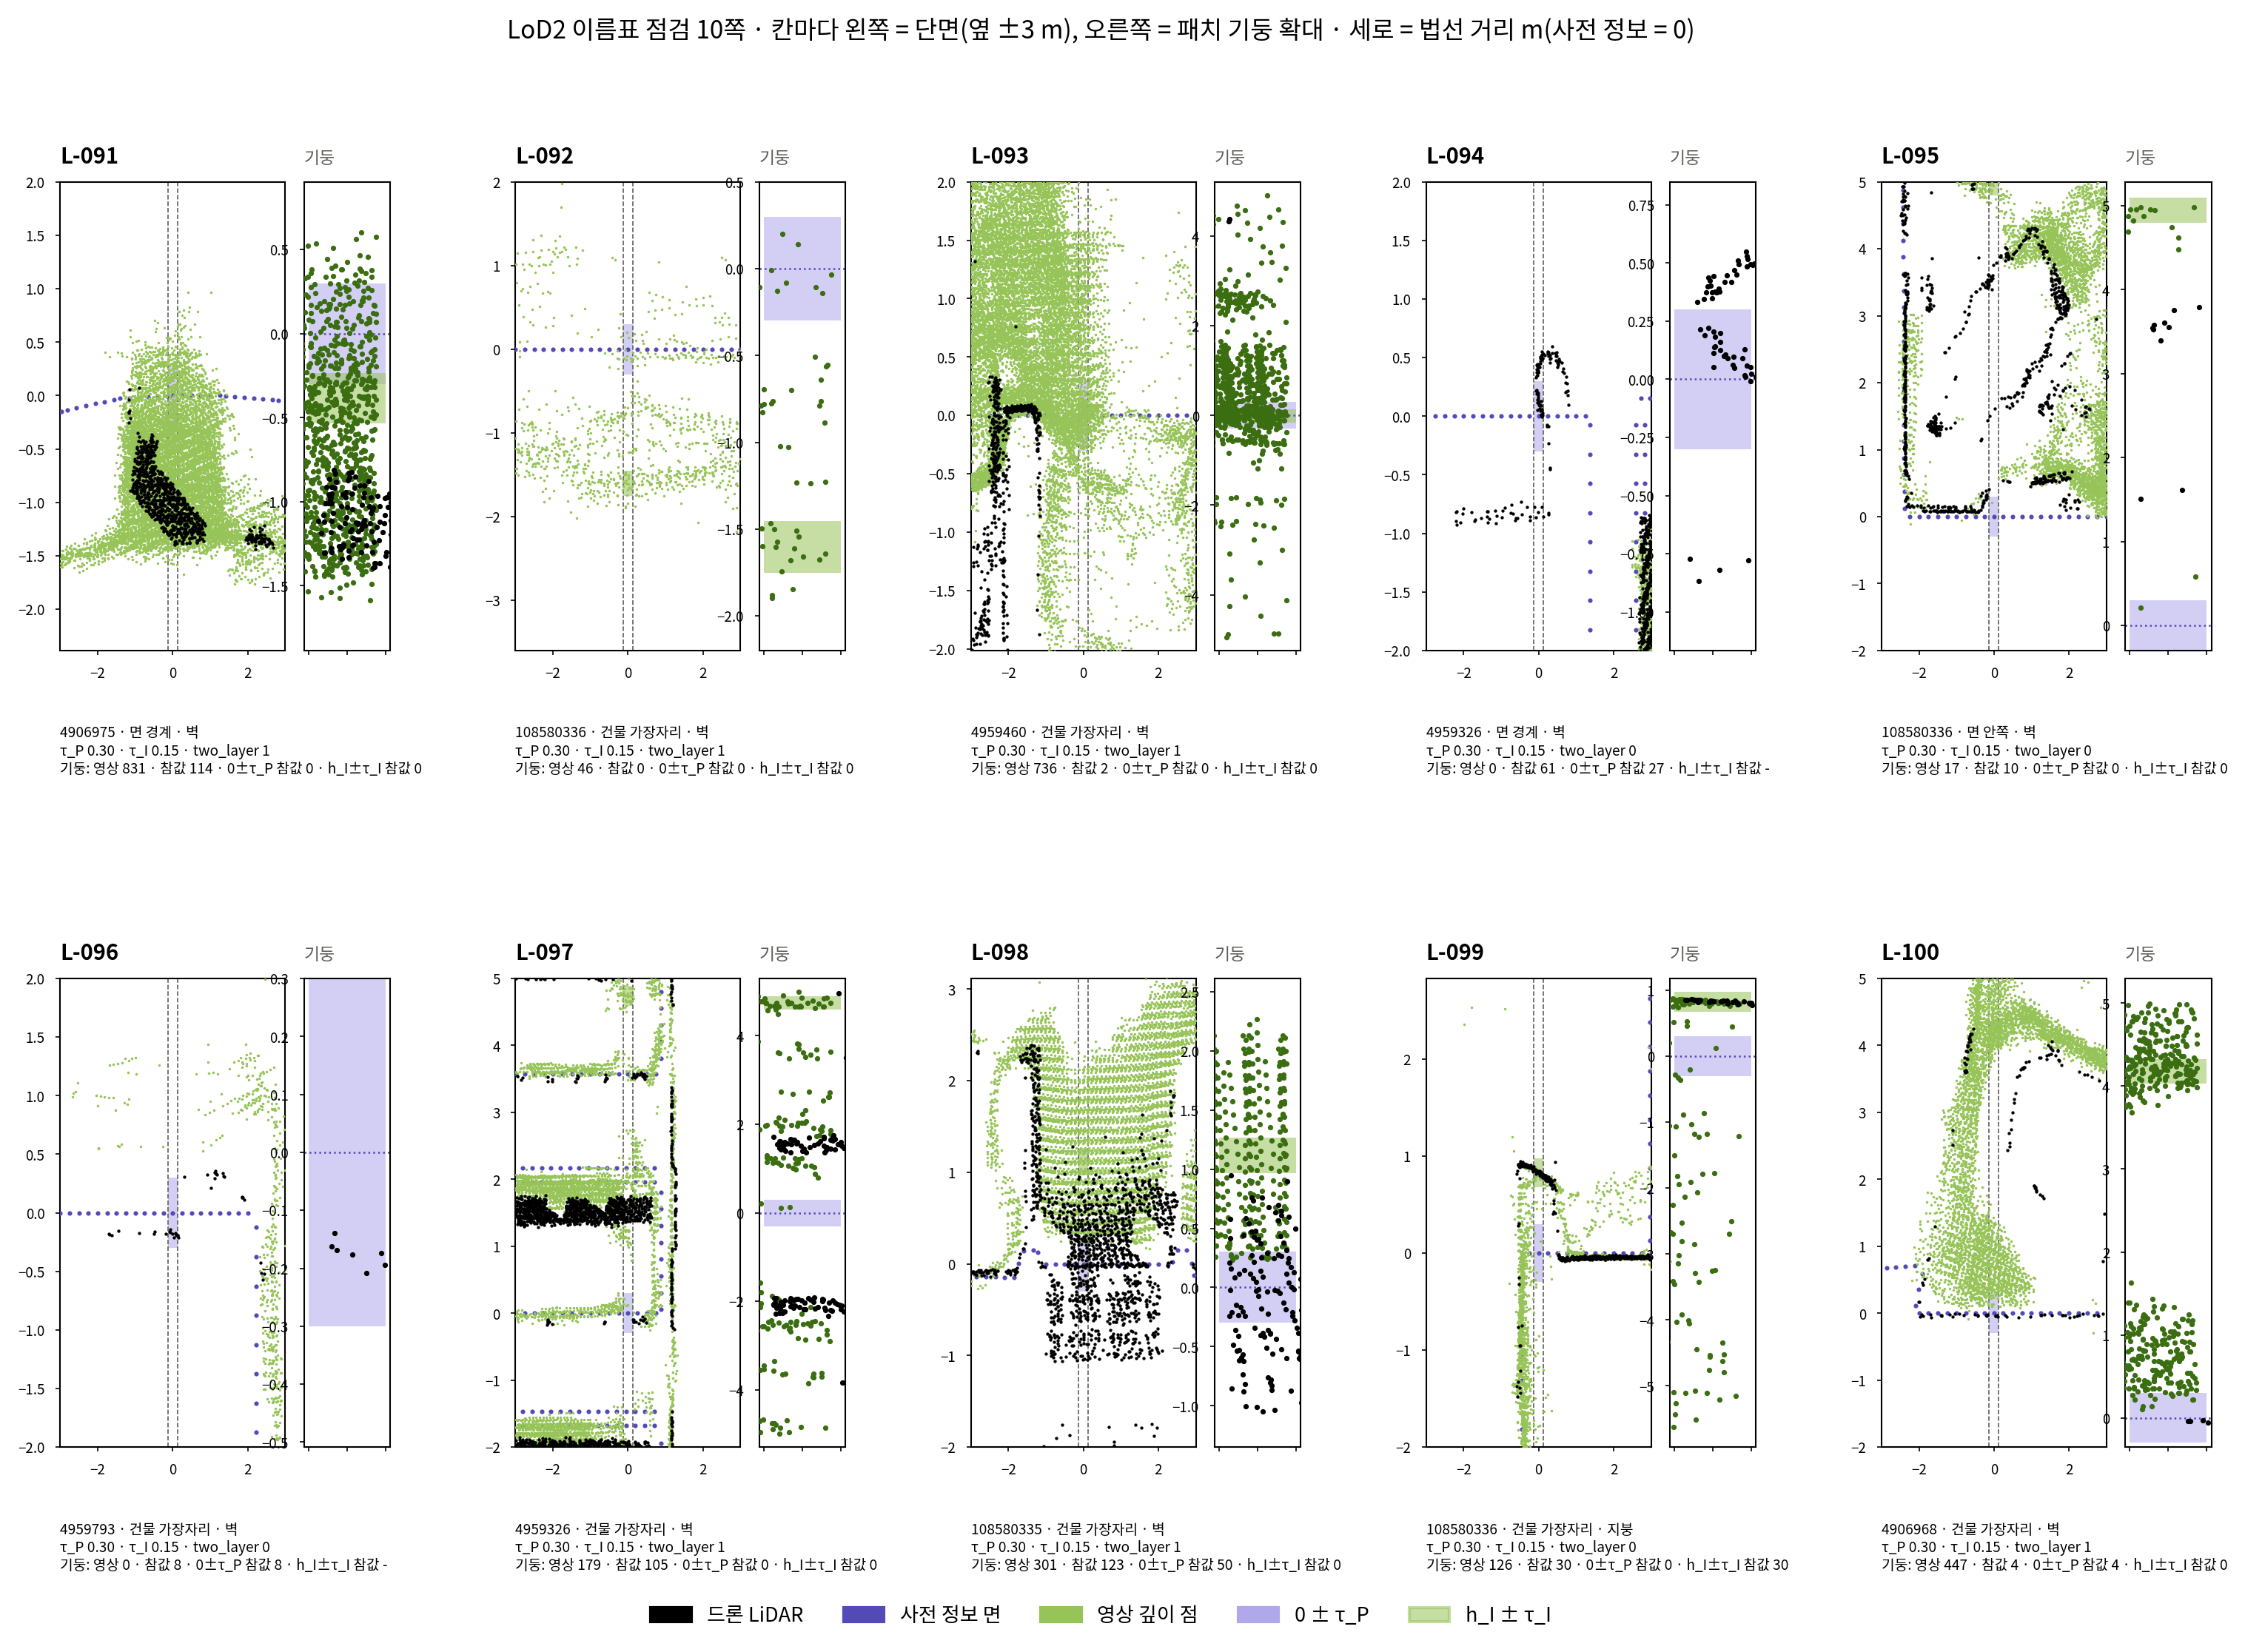 LoD2 이름표 점검 10쪽 · 칸마다 왼쪽 = 단면(옆 ±3 m), 오른쪽 = 패치 기둥 확대 · 세로 = 법선 거리 m(사전 정보 = 0)
L-091 기둥
4906975 · 면 경계 · 벽
τ_P 0.30 · τ_I 0.15 · two_layer 1
기둥: 영상 831 · 참값 114 · 0±τ_P 참값 0 · h_I±τ_I 참값 0
L-092 기둥
108580336 · 건물 가장자리 · 벽
τ_P 0.30 · τ_I 0.15 · two_layer 1
기둥: 영상 46 · 참값 0 · 0±τ_P 참값 0 · h_I±τ_I 참값 0
L-093 기둥
4959460 · 건물 가장자리 · 벽
τ_P 0.30 · τ_I 0.15 · two_layer 1
기둥: 영상 736 · 참값 2 · 0±τ_P 참값 0 · h_I±τ_I 참값 0
L-094 기둥
4959326 · 면 경계 · 벽
τ_P 0.30 · τ_I 0.15 · two_layer 0
기둥: 영상 0 · 참값 61 · 0±τ_P 참값 27 · h_I±τ_I 참값 -
L-095 기둥
108580336 · 면 안쪽 · 벽
τ_P 0.30 · τ_I 0.15 · two_layer 0
기둥: 영상 17 · 참값 10 · 0±τ_P 참값 0 · h_I±τ_I 참값 0
L-096 기둥
4959793 · 건물 가장자리 · 벽
τ_P 0.30 · τ_I 0.15 · two_layer 0
기둥: 영상 0 · 참값 8 · 0±τ_P 참값 8 · h_I±τ_I 참값 -
L-097 기둥
4959326 · 건물 가장자리 · 벽
τ_P 0.30 · τ_I 0.15 · two_layer 1
기둥: 영상 179 · 참값 105 · 0±τ_P 참값 0 · h_I±τ_I 참값 0
L-098 기둥
108580335 · 건물 가장자리 · 벽
τ_P 0.30 · τ_I 0.15 · two_layer 1
기둥: 영상 301 · 참값 123 · 0±τ_P 참값 50 · h_I±τ_I 참값 0
L-099 기둥
108580336 · 건물 가장자리 · 지붕
τ_P 0.30 · τ_I 0.15 · two_layer 0
기둥: 영상 126 · 참값 30 · 0±τ_P 참값 0 · h_I±τ_I 참값 30
L-100 기둥
4906968 · 건물 가장자리 · 벽
τ_P 0.30 · τ_I 0.15 · two_layer 1
기둥: 영상 447 · 참값 4 · 0±τ_P 참값 4 · h_I±τ_I 참값 0
드론 LiDAR 사전 정보 면 영상 깊이 점 0 ± τ_P h_I ± τ_I